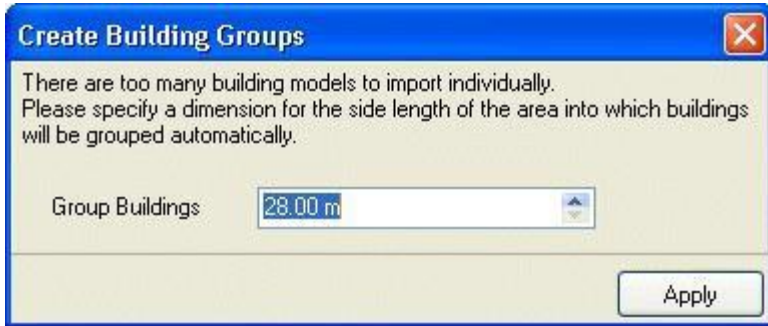 Create Building Groups
There are too many building models to import individually.
Please specify a dimension for the side length of the area into which buildings
will be grouped automatically.
Group Buildings 28.00 m
Apply